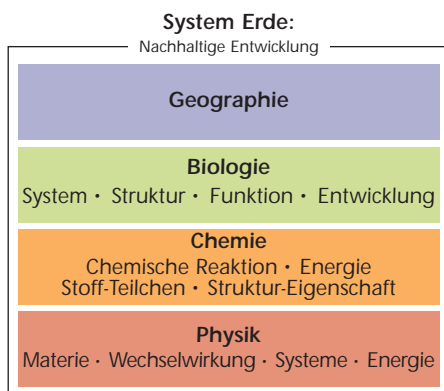 System Erde:
Nachhaltige Entwicklung
Geographie
Biologie
System · Struktur · Funktion · Entwicklung
Chemie
Chemische Reaktion · Energie
Stoff-Teilchen · Struktur-Eigenschaft
Physik
Materie · Wechselwirkung · Systeme · Energie